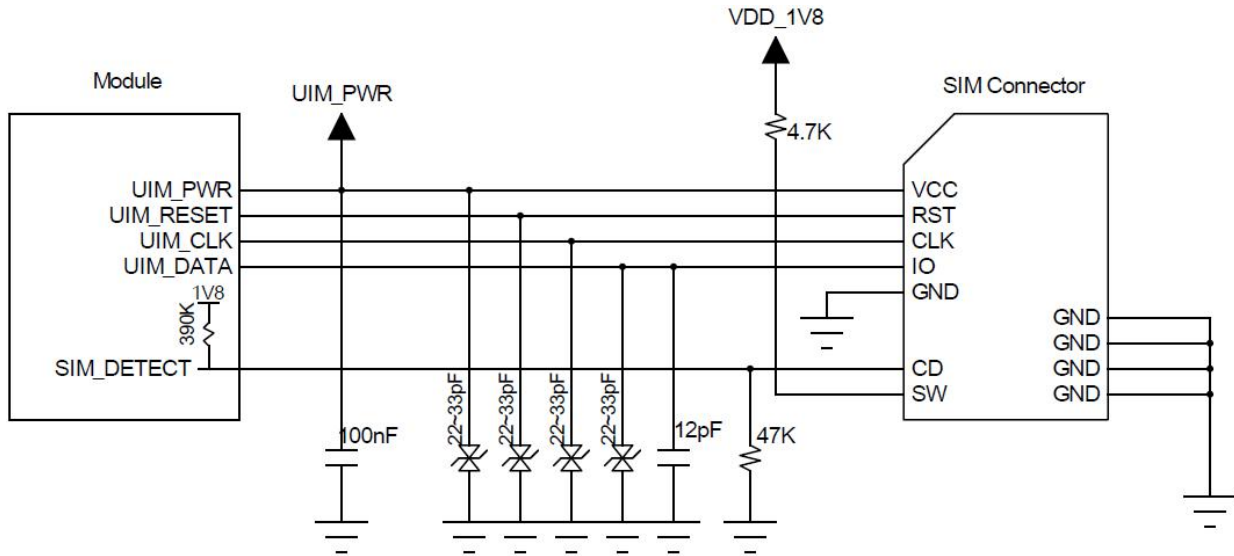 VDD_1V8
Module
UIM_PWR
SIM Connector
4.7K
UIM_PWR
UIM_RESET
UIM_CLK
UIM_DATA
1V8
390K
SIM_DETECT
VCC
RST
CLK
IO
GND
CD
SW
GND
GND
GND
GND
100nF
22~33pF
22~33pF
22~33pF
22~33pF
12pF
47K